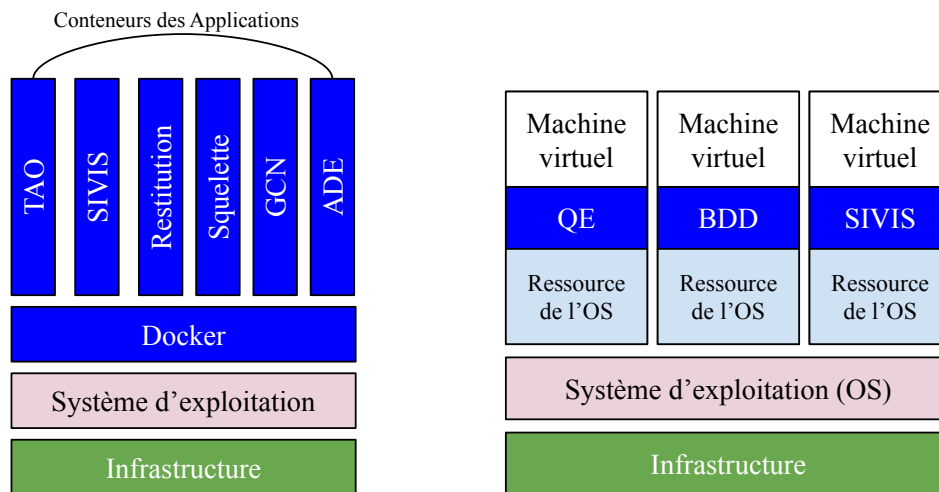 Conteneurs des Applications
TAO
SIVIS
Restitution
Squelette
GCN
ADE
Docker
Système d'exploitation
Infrastructure
Machine
virtuel
QE
Ressource
de l'OS
Machine
virtuel
BDD
Ressource
de l'OS
Machine
virtuel
SIVIS
Ressource
de l'OS
Système d'exploitation (OS)
Infrastructure